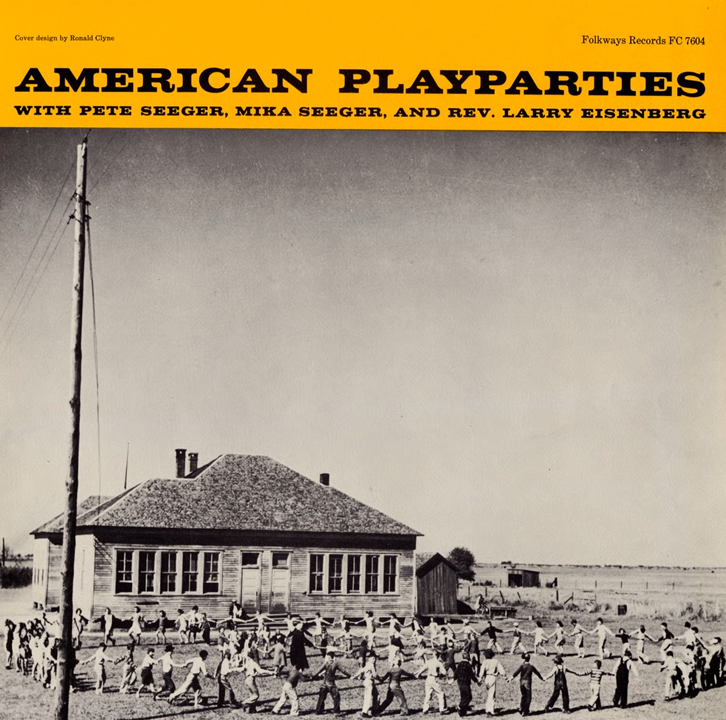 Cover design by Ronald Clyne
Folkways Records FC 7604
AMERICAN PLAYPARTIES
WITH PETE SEEGER, MIKA SEEGER, AND REV. LARRY EISENBERG